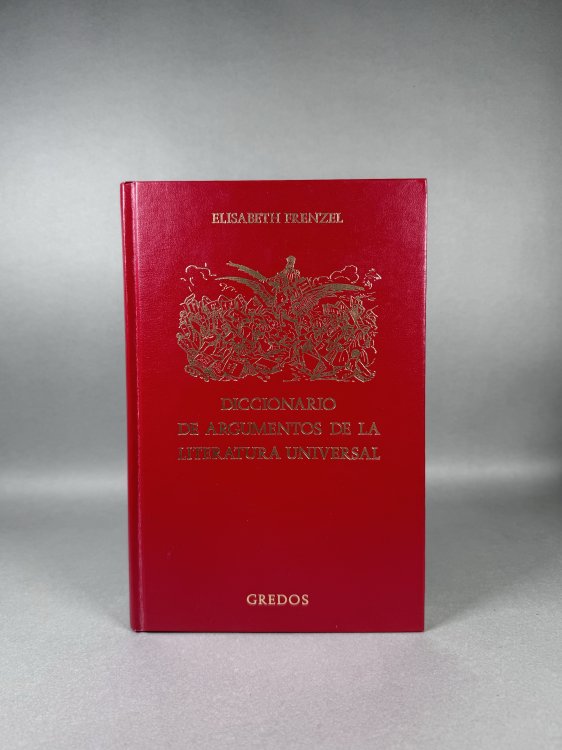 ELISABETH FRENZEL
DICCIONARIO
DE ARGUMENTOS DE LA
LITERATURA UNIVERSAL
GREDOS